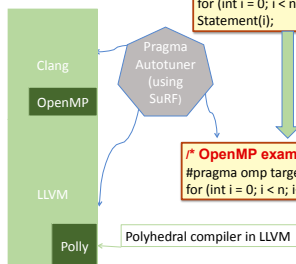 for (int i = 0; i < n
Statement(i);
Pragma
Autotuner
(using
SuRF)
Clang
OpenMP
/* OpenMP exam
#pragma omp targe
for (int i = 0; i < n; i
LLVM
Polly
Polyhedral compiler in LLVM